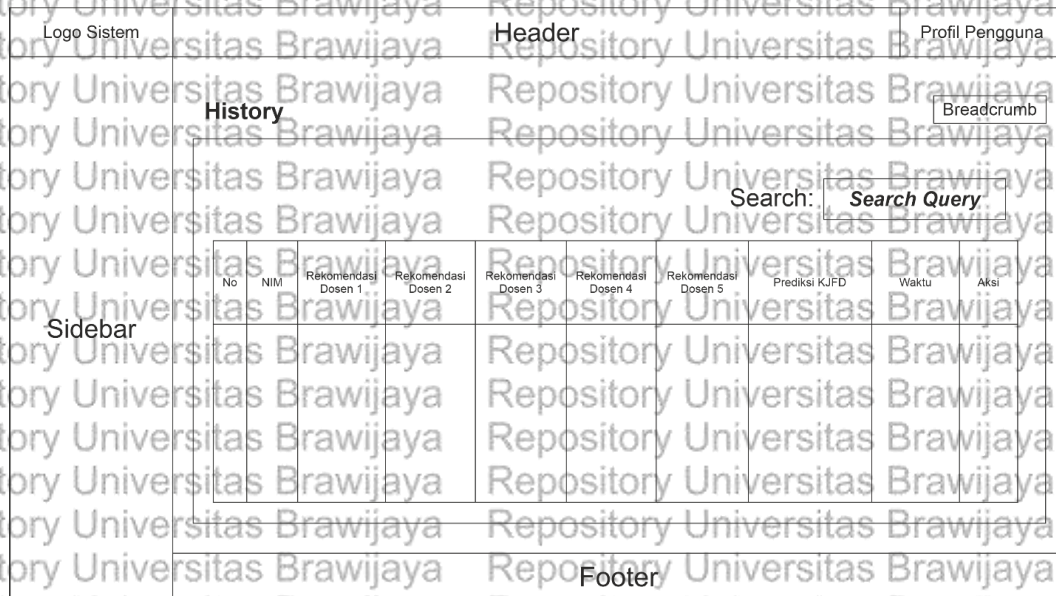 Logo Sistem
Header
Profil Pengguna
History
Breadcrumb
Search:
Search Query
No
NIM
Rekomendasi
Dosen 1
Rekomendasi
Dosen 2
Rekomendasi
Dosen 3
Rekomendasi
Dosen 4
Rekomendasi
Dosen 5
Prediksi KJFD
Waktu
Aksi
Sidebar
Footer
Repository Universitas Brawijaya